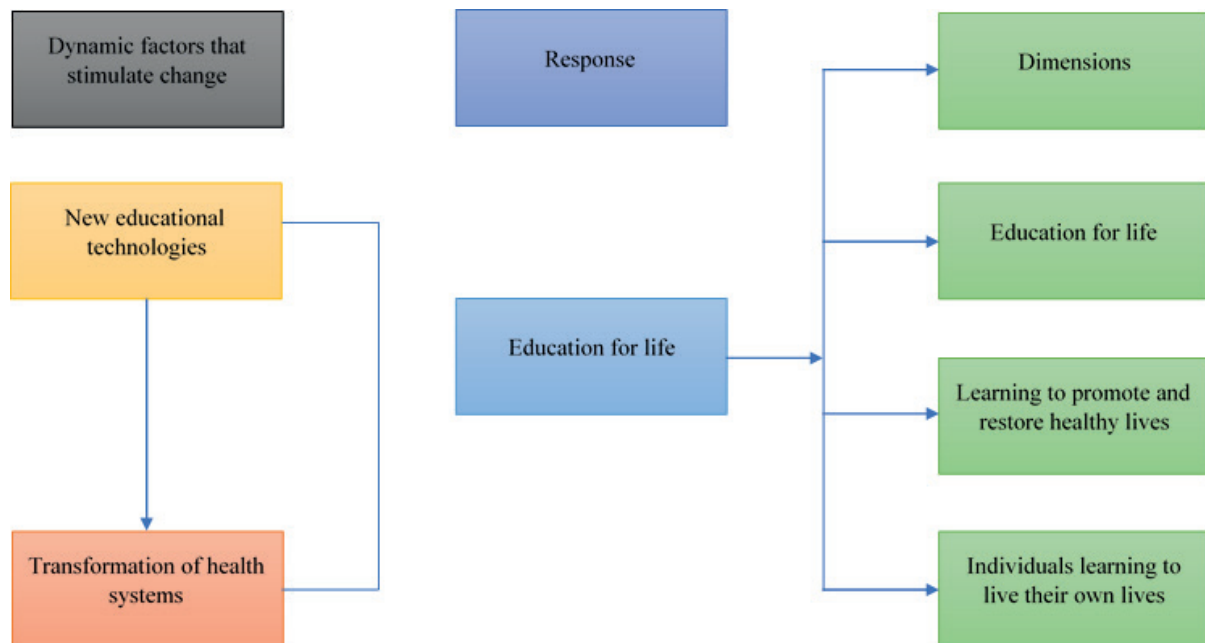 Dynamic factors that
stimulate change
Response
Dimensions
New educational
technologies
Education for life
Education for life
Learning to promote and
restore healthy lives
Transformation of health
systems
Individuals learning to
live their own lives